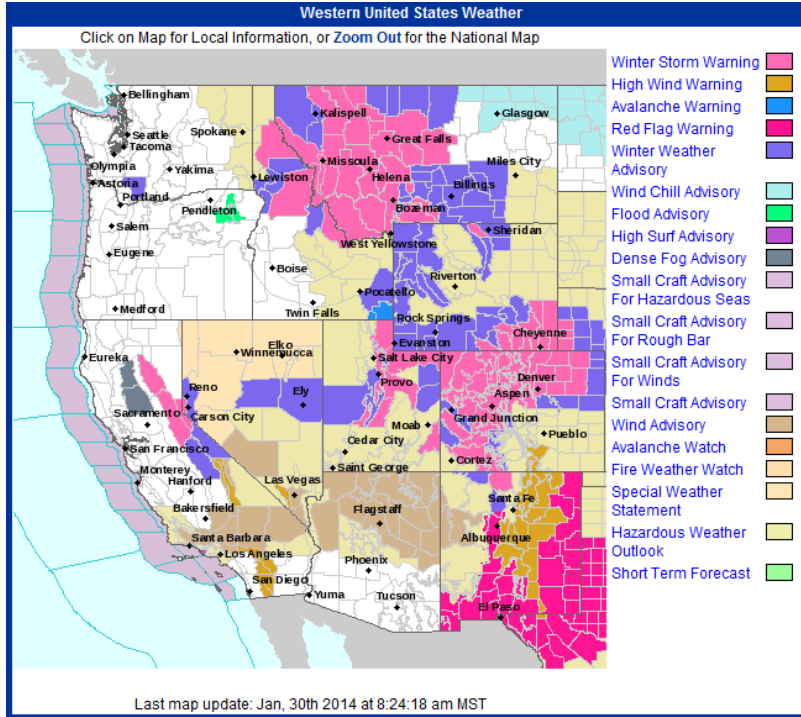 Western United States Weather
Click on Map for Local Information, or Zoom Out for the National Map
Bellingham
Seattle
Tacoma
Olympia
Spokane
Yakima
Astoria
Portland
Pendleton
Lewiston
Salem
Eugene
Medford
Kalispell
Great Falls
Glasgow
Missoula
Helena
Miles City
Billings
Bozeman
West Yellowstone
Sheridan
Boise
Riverton
Pocatello
Twin Falls
Rock Springs
Cheyenne
Evanston
Eureka
Elko
Winnemucca
Salt Lake City
Provo
Denver
Aspen
Reno
Ely
Sacramento
Carson City
Grand Junction
Moab
Pueblo
San Francisco
Cedar City
Cortez
Monterey
Hanford
Saint George
Las Vegas
Bakersfield
Flagstaff
Santa Fe
Albuquerque
Santa Barbara
Los Angeles
Phoenix
San Diego
Yuma
Tucson
El Paso
Winter Storm Warning
High Wind Warning
Avalanche Warning
Red Flag Warning
Winter Weather
Advisory
Wind Chill Advisory
Flood Advisory
High Surf Advisory
Dense Fog Advisory
Small Craft Advisory
For Hazardous Seas
Small Craft Advisory
For Rough Bar
Small Craft Advisory
For Winds
Small Craft Advisory
Wind Advisory
Avalanche Watch
Fire Weather Watch
Special Weather
Statement
Hazardous Weather
Outlook
Short Term Forecast
Last map update: Jan, 30th 2014 at 8:24:18 am MST